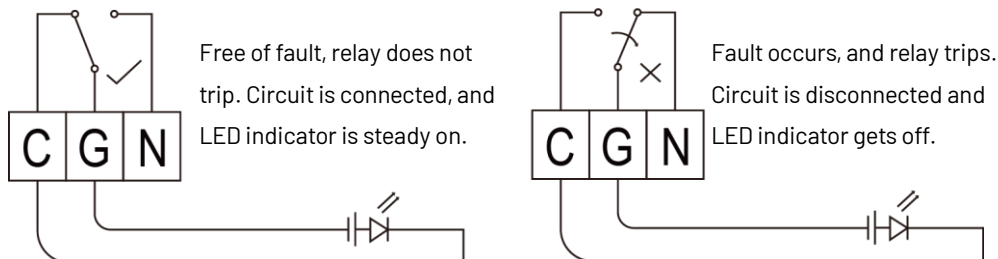 Free of fault, relay does not
trip. Circuit is connected, and
LED indicator is steady on.
C G N
Fault occurs, and relay trips.
Circuit is disconnected and
LED indicator gets off.
C G N